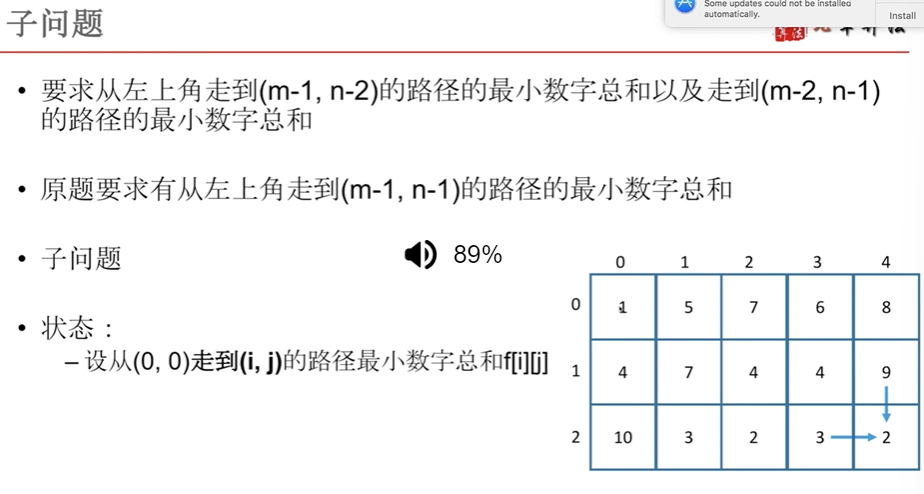 子问题
Some updates could not be installed
automatically.
Install
• 要求从左上角走到(m-1, n-2)的路径的最小数字总和以及走到(m-2, n-1)
的路径的最小数字总和
• 原题要求有从左上角走到(m-1, n-1)的路径的最小数字总和
• 子问题
89%
• 状态：
– 设从(0, 0)走到(i, j)的路径最小数字总和f[i][j]
0 1 2 3 4
0 1 5 7 6 8
1 4 7 4 4 9
2 10 3 2 3 2